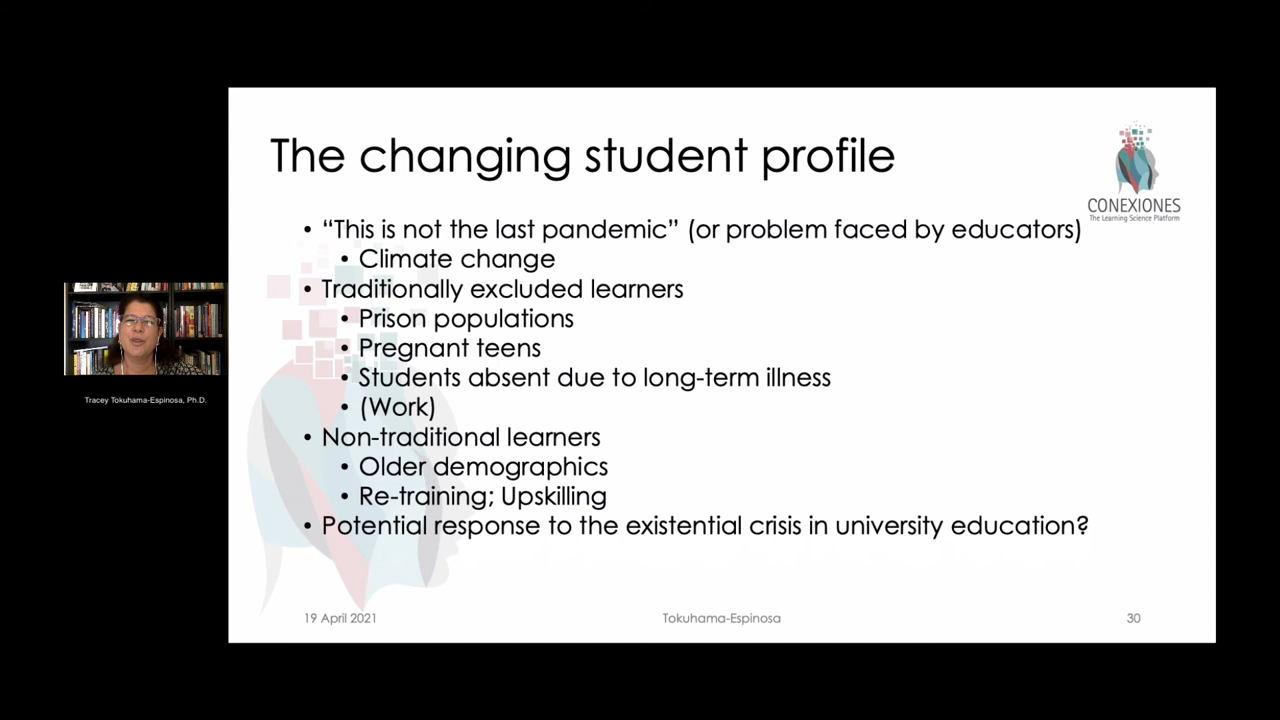 The changing student profile
CONEXIONES
The Learning Science Platform
• “This is not the last pandemic” (or problem faced by educators)
• Climate change
• Traditionally excluded learners
• Prison populations
• Pregnant teens
• Students absent due to long-term illness
• (Work)
• Non-traditional learners
• Older demographics
• Re-training; Upskilling
• Potential response to the existential crisis in university education?
Tracey Tokuhama-Espinosa, Ph.D.
19 April 2021
Tokuhama-Espinosa
30